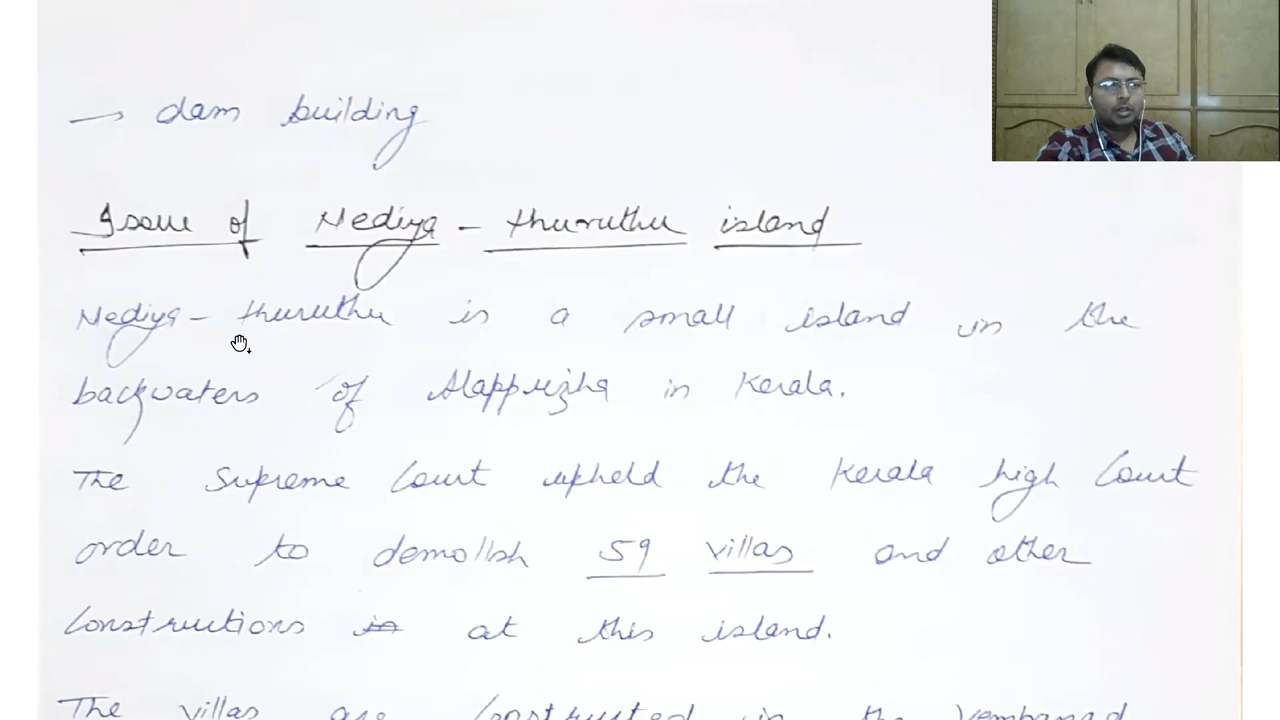 → dam building
Issue of Nediya - thuruthu island
Nediya - thuruthu is a small island in the
backwaters of Alappuzha in Kerala.
The Supreme Court upheld the Kerala high Court
order to demolish 59 villas and other
Constructions in at this island.
The villas are Constructed in the Vembanad